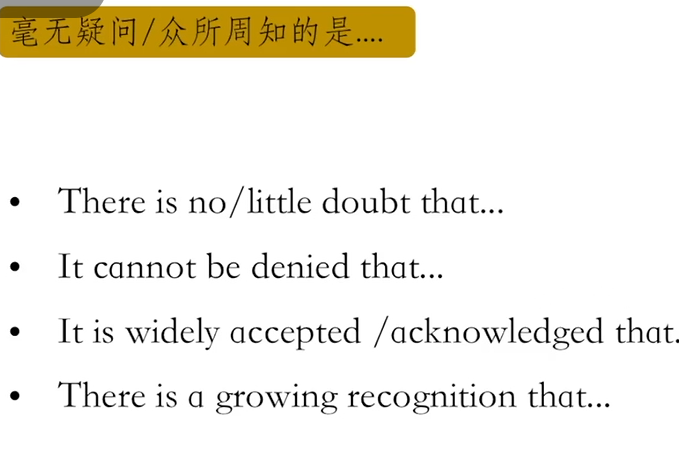 毫无疑问/众所周知的是....
• There is no/little doubt that...
• It cannot be denied that...
• It is widely accepted /acknowledged that.
• There is a growing recognition that...